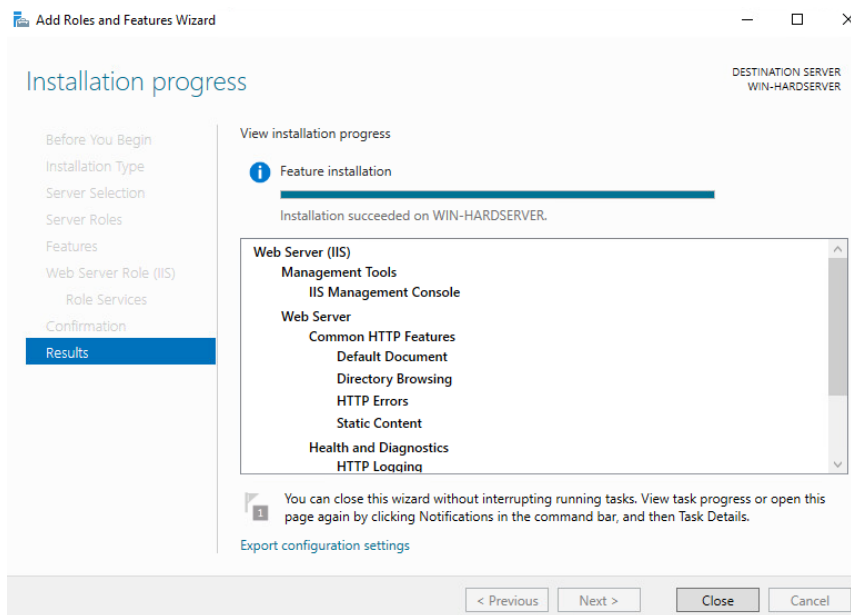 Add Roles and Features Wizard
Installation progress
DESTINATION SERVER
WIN-HARDSERVER
Before You Begin
Installation Type
Server Selection
Server Roles
Features
Web Server Role (IIS)
Role Services
Confirmation
Results
View installation progress
Feature installation
Installation succeeded on WIN-HARDSERVER.
Web Server (IIS)
Management Tools
IIS Management Console
Web Server
Common HTTP Features
Default Document
Directory Browsing
HTTP Errors
Static Content
Health and Diagnostics
HTTP Logging
1
You can close this wizard without interrupting running tasks. View task progress or open this
page again by clicking Notifications in the command bar, and then Task Details.
Export configuration settings
< Previous
Next >
Close
Cancel